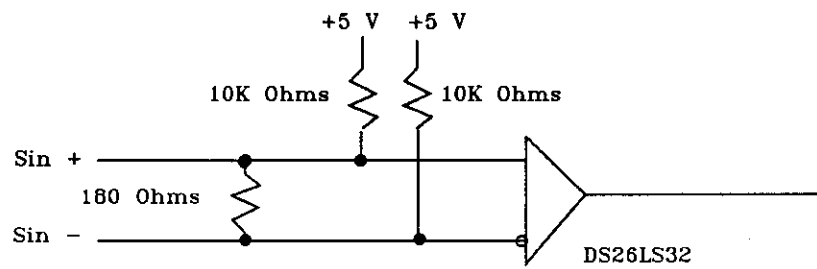 +5 V +5 V
10K Ohms 10K Ohms
Sin +
180 Ohms
Sin -
DS26LS32